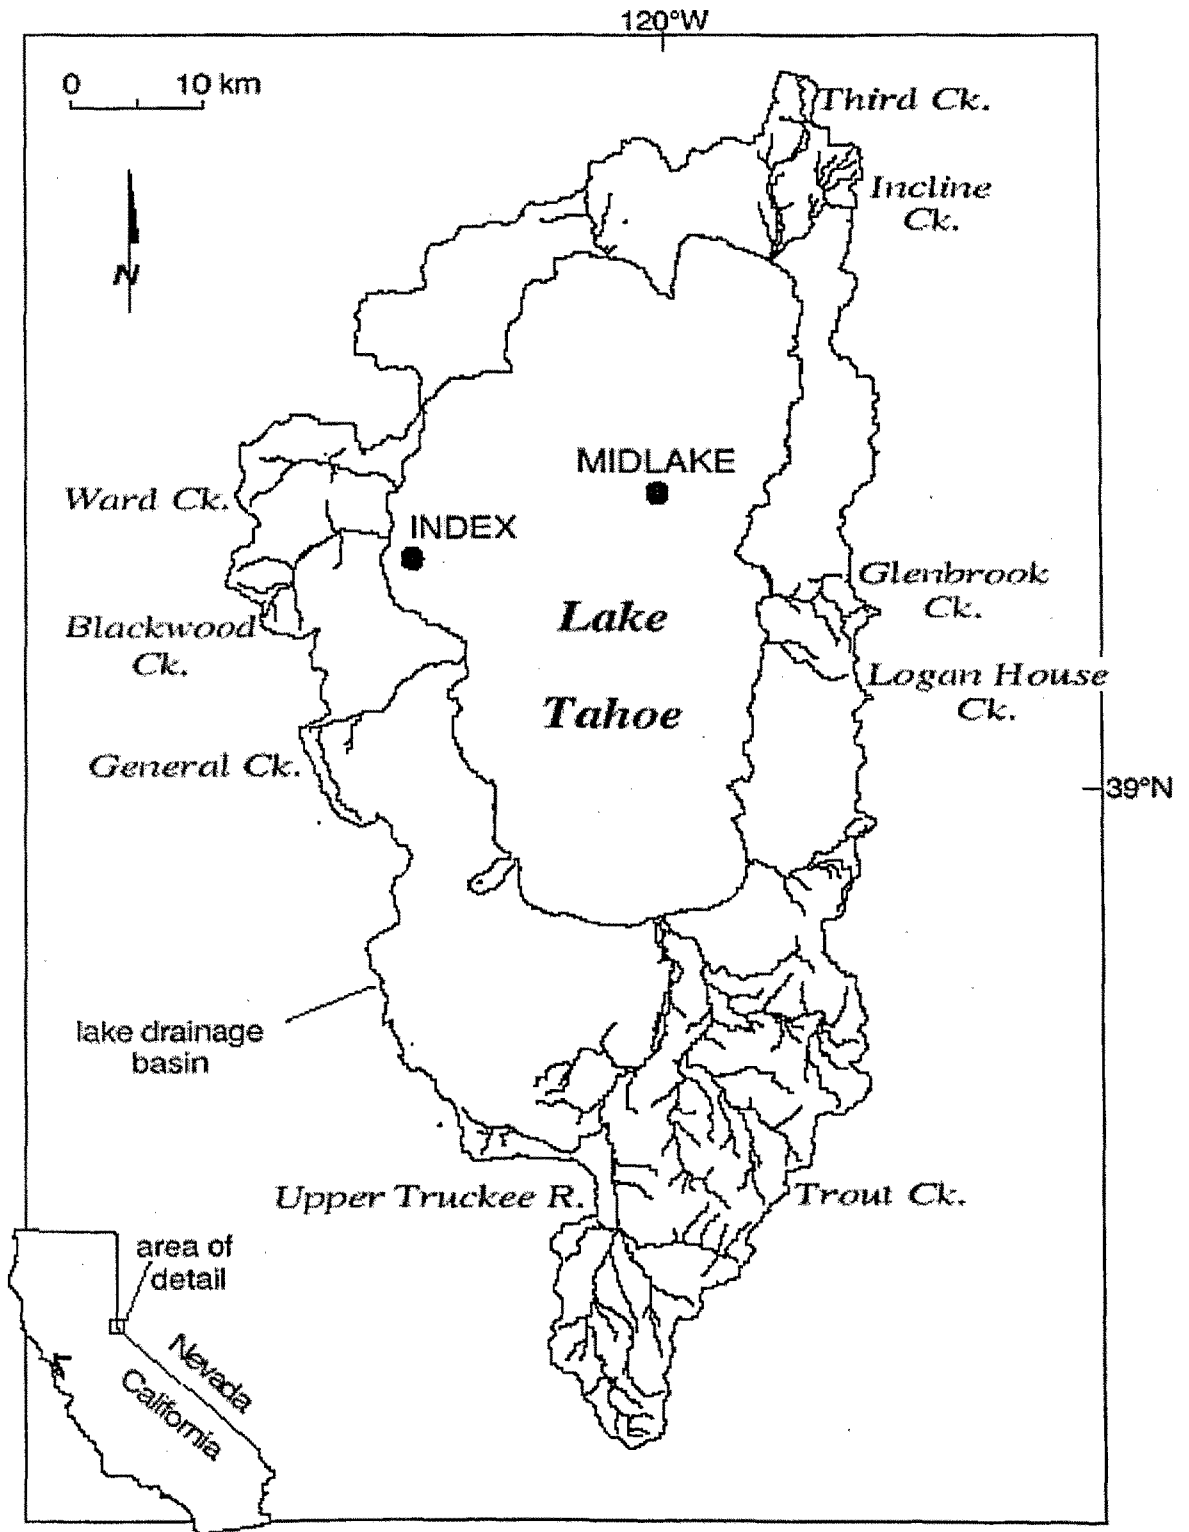 120°W
0 10 km
Third Ck.
Incline
Ck.
N
MIDLAKE
Ward Ck.
INDEX
Glenbrook
Ck.
Lake
Blackwood
Ck.
Logan House
Ck.
Tahoe
General Ck.
39°N
lake drainage
basin
Upper Truckee R.
Trout Ck.
area of
detail
Nevada
California